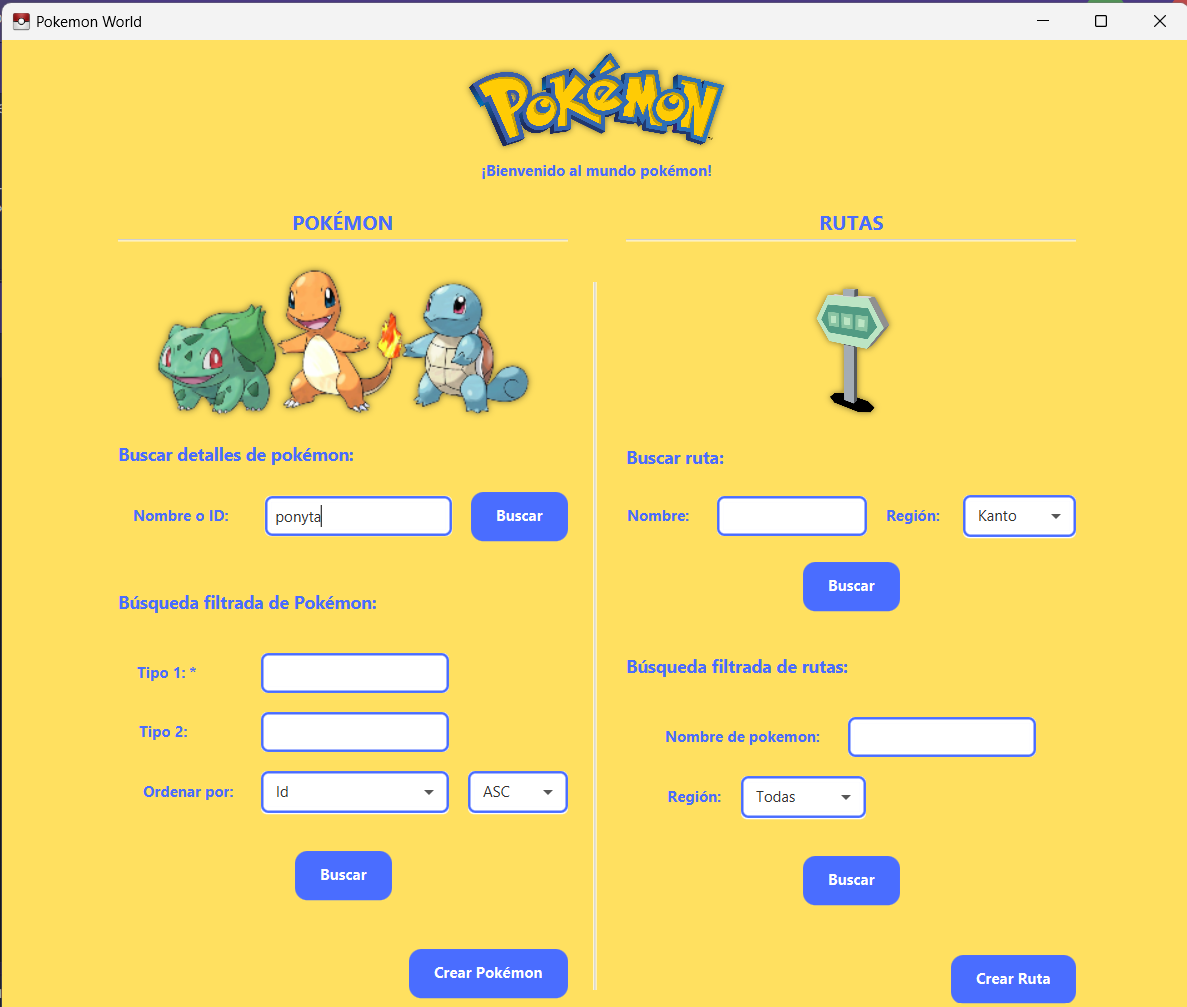 Pokemon World
POKéMON
¡Bienvenido al mundo pokémon!
POKÉMON
Buscar detalles de pokémon:
Nombre o ID:
ponyta
Buscar
Búsqueda filtrada de Pokémon:
Tipo 1: *
Tipo 2:
Ordenar por:
Id
ASC
Buscar
Crear Pokémon
RUTAS
Buscar ruta:
Nombre:
Región:
Kanto
Buscar
Búsqueda filtrada de rutas:
Nombre de pokemon:
Región:
Todas
Buscar
Crear Ruta